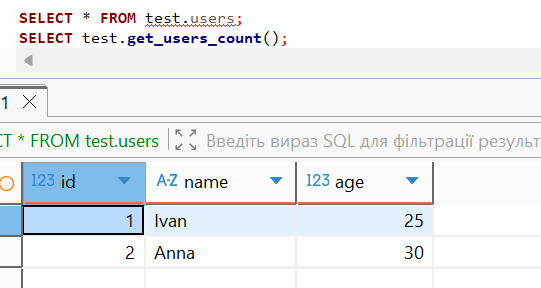 SELECT * FROM test.users;
SELECT test.get_users_count();
1
CT * FROM test.users Введіть вираз SQL для фільтрації результ
123 id A-Z name 123 age
1 Ivan 25
2 Anna 30